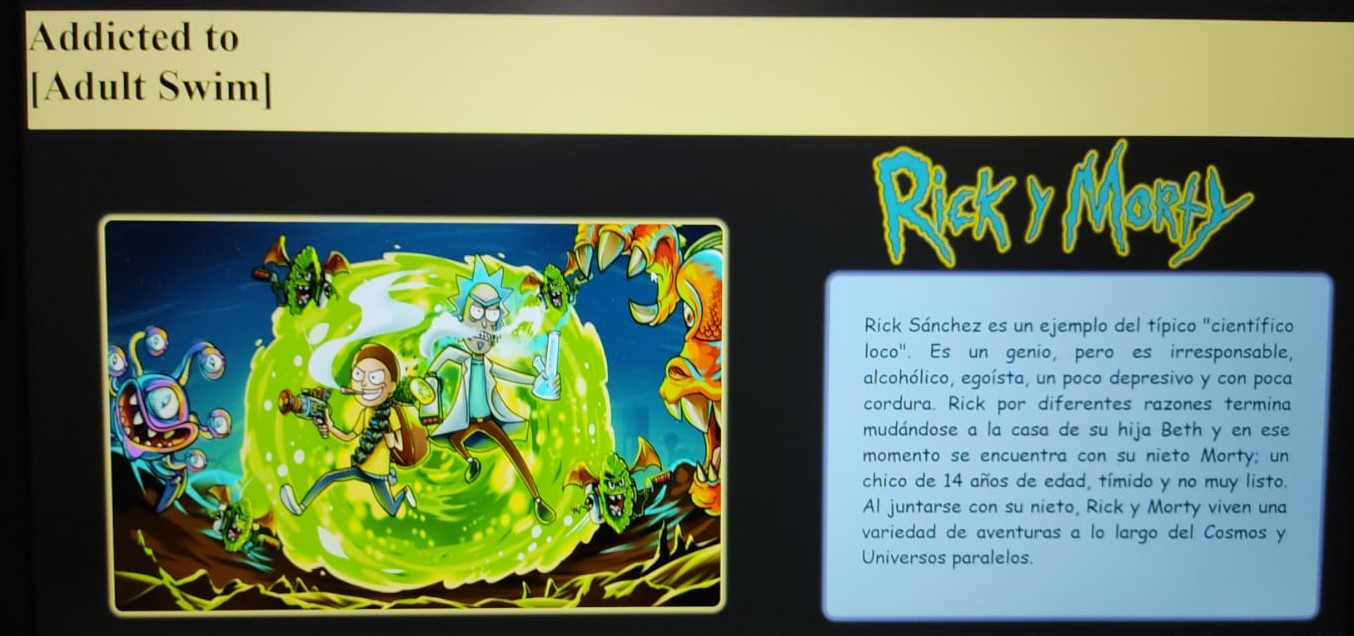 Addicted to
[Adult Swim]
Rick y Morty
Rick Sánchez es un ejemplo del típico "científico
loco". Es un genio, pero es irresponsable,
alcohólico, egoísta, un poco depresivo y con poca
cordura. Rick por diferentes razones termina
mudándose a la casa de su hija Beth y en ese
momento se encuentra con su nieto Morty; un
chico de 14 años de edad, tímido y no muy listo.
Al juntarse con su nieto, Rick y Morty viven una
variedad de aventuras a lo largo del Cosmos y
Universos paralelos.